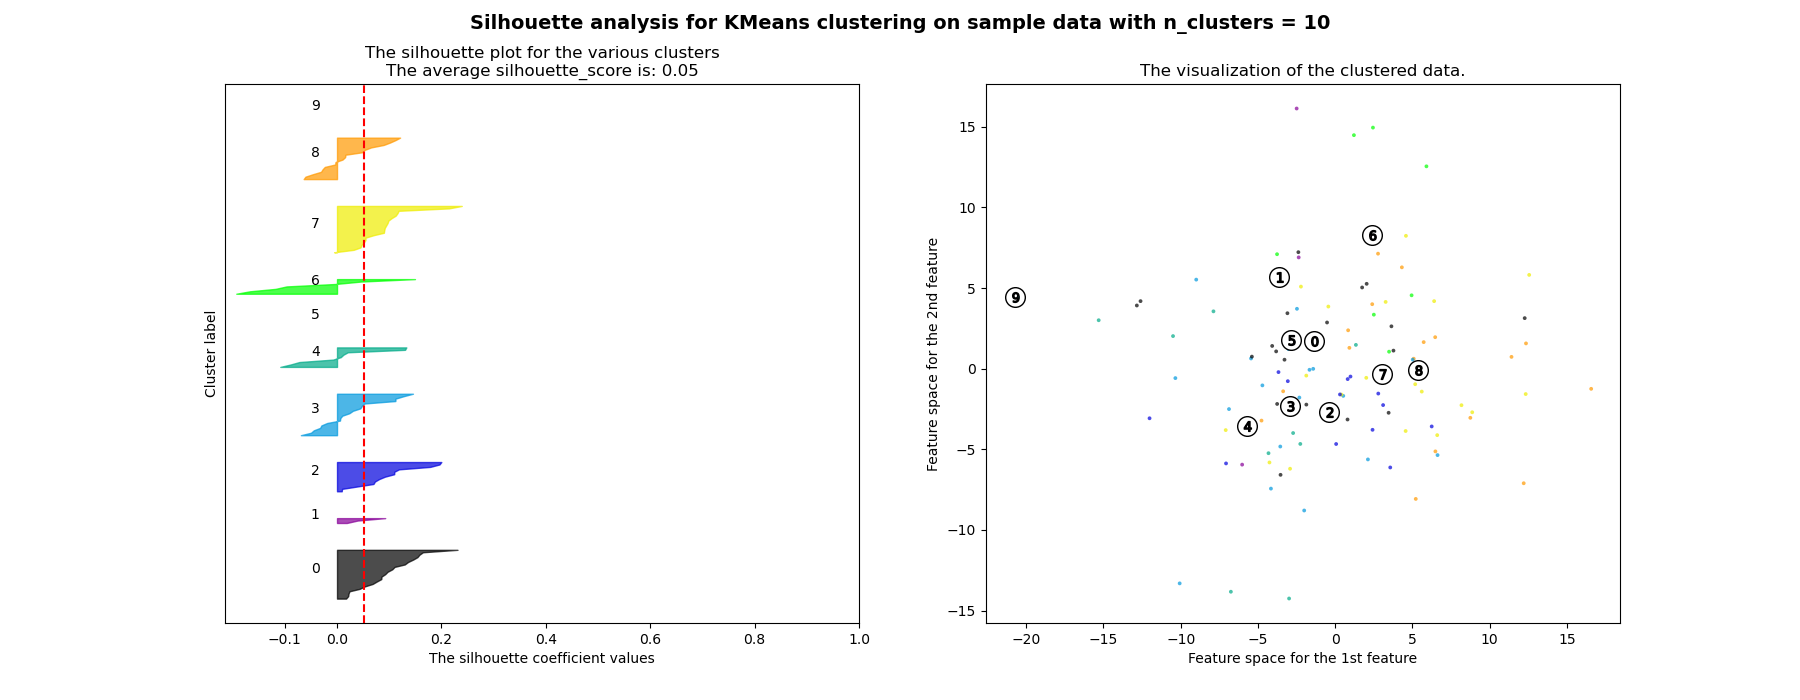 Silhouette analysis for KMeans clustering on sample data with n_clusters = 10
The silhouette plot for the various clusters
The average silhouette_score is: 0.05
9
8
7
6
5
4
3
2
1
0
Cluster label
−0.1 0.0 0.2 0.4 0.6 0.8 1.0
The silhouette coefficient values
The visualization of the clustered data.
15
10
5
0
−5
−10
−15
Feature space for the 2nd feature
6
1
9
5 0
7 8
3 2
4
−20 −15 −10 −5 0 5 10 15
Feature space for the 1st feature